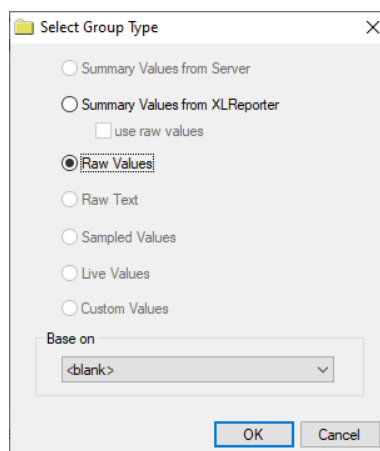 Select Group Type
Summary Values from Server
Summary Values from XLReporter
use raw values
Raw Values
Raw Text
Sampled Values
Live Values
Custom Values
Base on
<blank>
OK Cancel